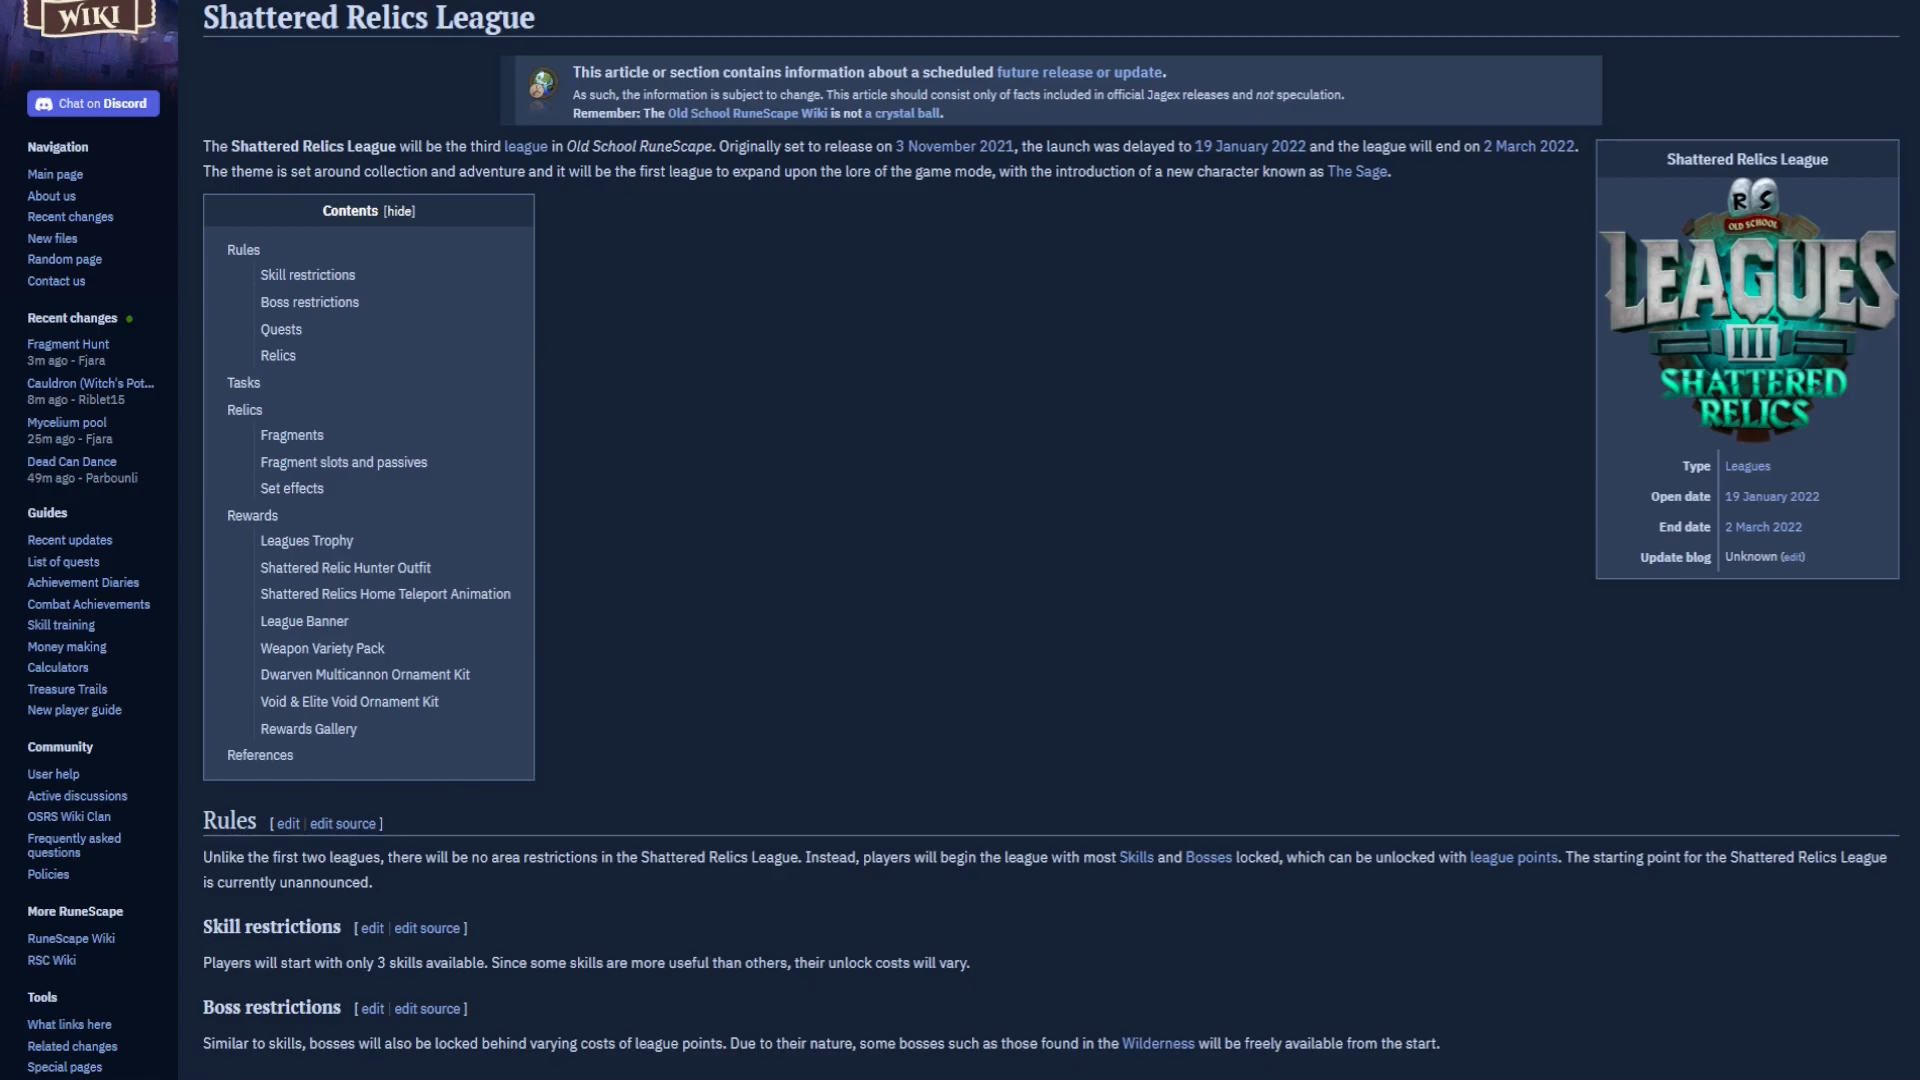 WIKI
Chat on Discord
Navigation
Main page
About us
Recent changes
New files
Random page
Contact us
Recent changes
Fragment Hunt
3m ago - Fjara
Cauldron (Witch's Pot...
8m ago - Riblet15
Mycelium pool
25m ago - Fjara
Dead Can Dance
49m ago - Parbounli
Guides
Recent updates
List of quests
Achievement Diaries
Combat Achievements
Skill training
Money making
Calculators
Treasure Trails
New player guide
Community
User help
Active discussions
OSRS Wiki Clan
Frequently asked
questions
Policies
More RuneScape
RuneScape Wiki
RSC Wiki
Tools
What links here
Related changes
Special pages
Shattered Relics League
This article or section contains information about a scheduled future release or update.
As such, the information is subject to change. This article should consist only of facts included in official Jagex releases and not speculation.
Remember: The Old School RuneScape Wiki is not a crystal ball.
The Shattered Relics League will be the third league in Old School RuneScape. Originally set to release on 3 November 2021, the launch was delayed to 19 January 2022 and the league will end on 2 March 2022.
The theme is set around collection and adventure and it will be the first league to expand upon the lore of the game mode, with the introduction of a new character known as The Sage.
Contents [hide]
Rules
Skill restrictions
Boss restrictions
Quests
Relics
Tasks
Relics
Fragments
Fragment slots and passives
Set effects
Rewards
Leagues Trophy
Shattered Relic Hunter Outfit
Shattered Relics Home Teleport Animation
League Banner
Weapon Variety Pack
Dwarven Multicannon Ornament Kit
Void & Elite Void Ornament Kit
Rewards Gallery
References
Shattered Relics League
RS
OLD SCHOOL
LEAGUES
III
SHATTERED
RELICS
Type Leagues
Open date 19 January 2022
End date 2 March 2022
Update blog Unknown (edit)
Rules [ edit | edit source ]
Unlike the first two leagues, there will be no area restrictions in the Shattered Relics League. Instead, players will begin the league with most Skills and Bosses locked, which can be unlocked with league points. The starting point for the Shattered Relics League
is currently unannounced.
Skill restrictions [ edit | edit source ]
Players will start with only 3 skills available. Since some skills are more useful than others, their unlock costs will vary.
Boss restrictions [ edit | edit source ]
Similar to skills, bosses will also be locked behind varying costs of league points. Due to their nature, some bosses such as those found in the Wilderness will be freely available from the start.